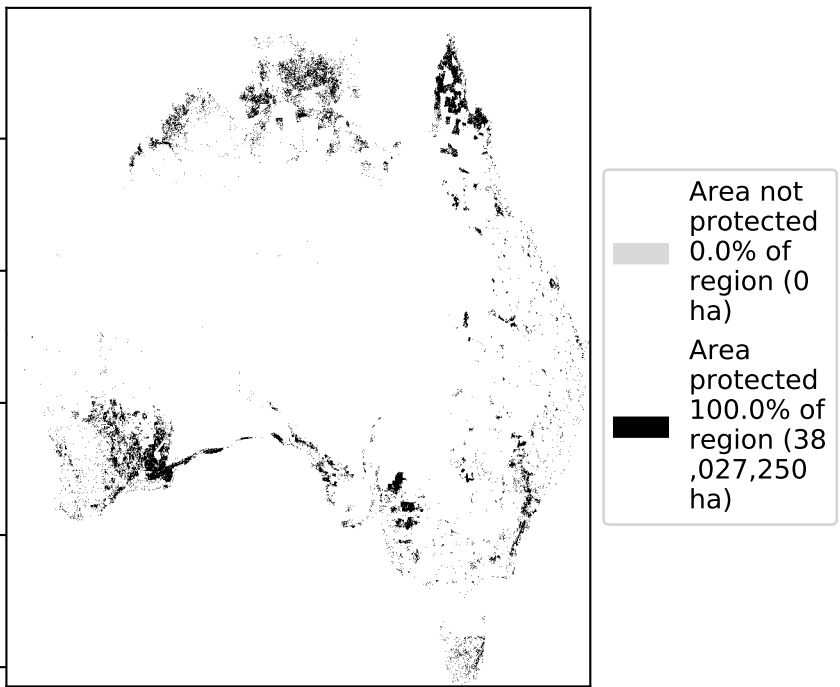 Area not
protected
0.0% of
region (0
ha)
Area
protected
100.0% of
region (38
,027,250
ha)